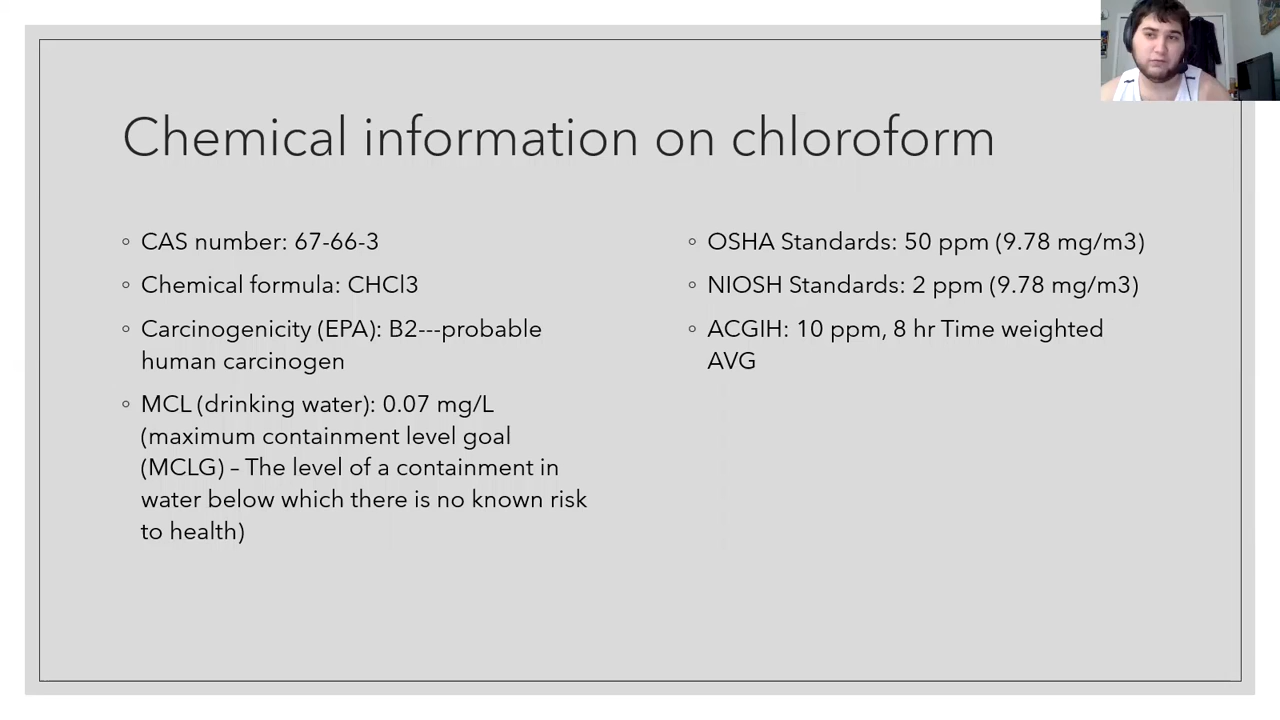 Chemical information on chloroform
◦ CAS number: 67-66-3
◦ Chemical formula: CHCl3
◦ Carcinogenicity (EPA): B2---probable
human carcinogen
◦ MCL (drinking water): 0.07 mg/L
(maximum containment level goal
(MCLG) – The level of a containment in
water below which there is no known risk
to health)
◦ OSHA Standards: 50 ppm (9.78 mg/m3)
◦ NIOSH Standards: 2 ppm (9.78 mg/m3)
◦ ACGIH: 10 ppm, 8 hr Time weighted
AVG